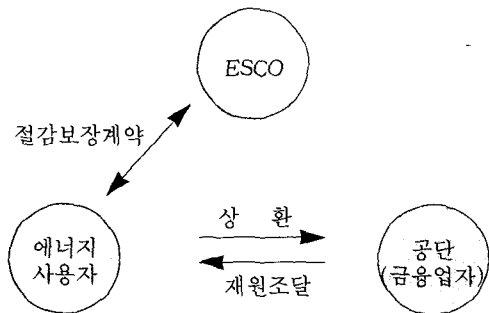 ESCO
절감보장계약
에너지
사용자
상 환
재원조달
공단
(금융업자)